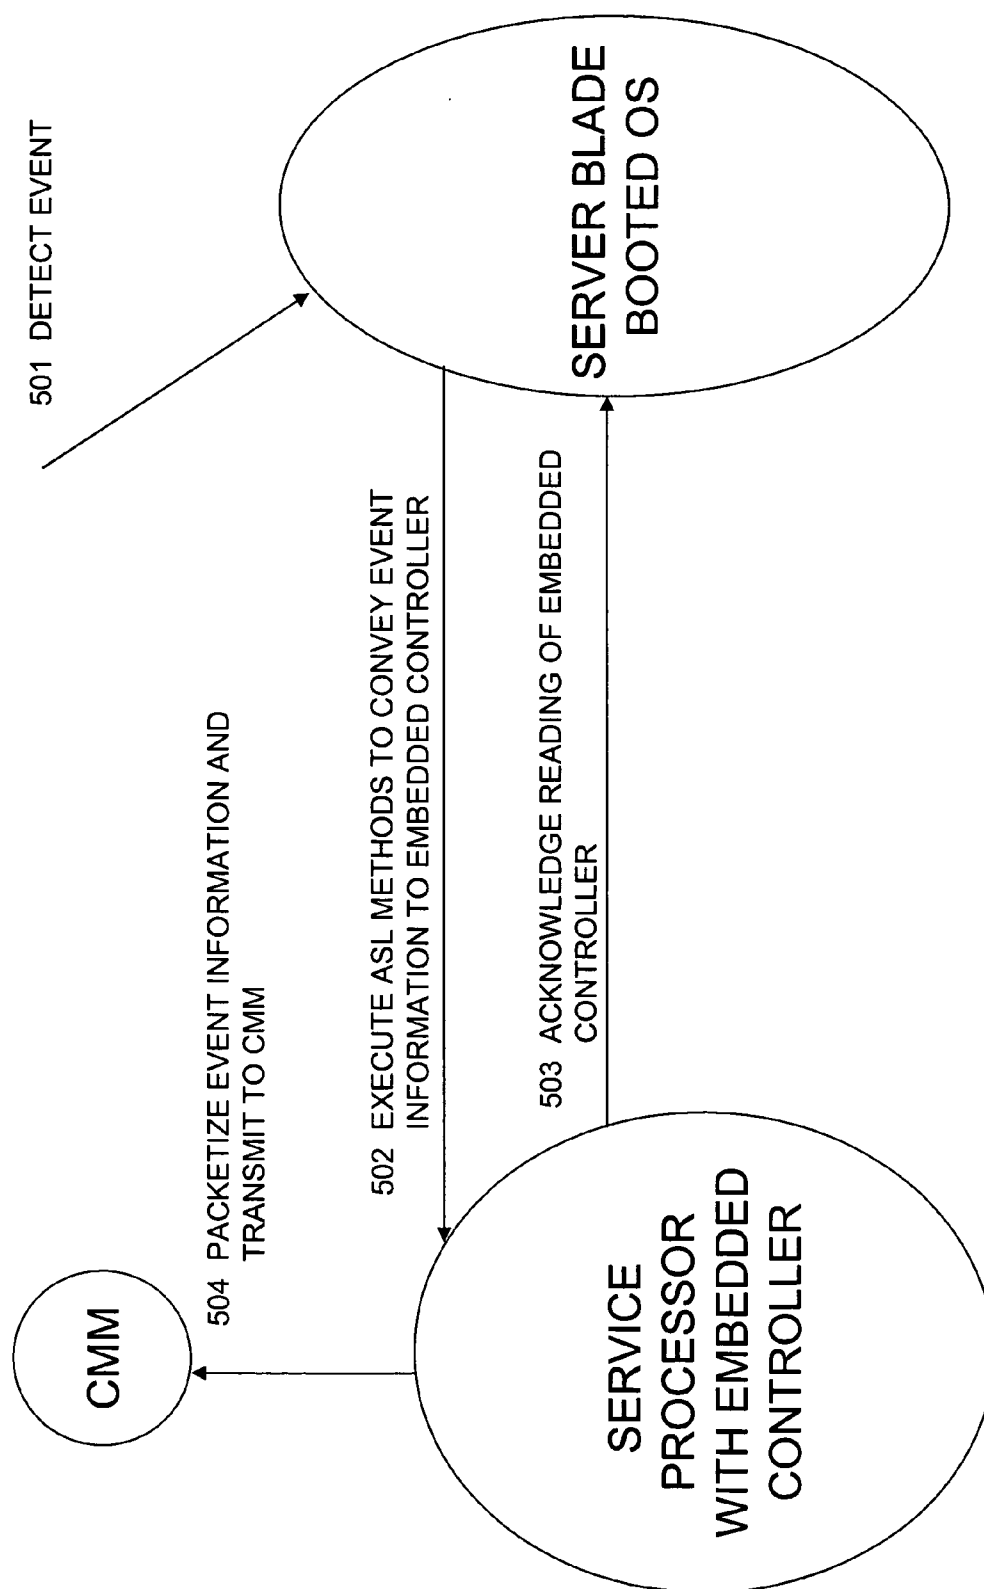 501 DETECT EVENT
SERVER BLADE
BOOTED OS
502 EXECUTE ASL METHODS TO CONVEY EVENT
INFORMATION TO EMBEDDED CONTROLLER
503 ACKNOWLEDGE READING OF EMBEDDED
CONTROLLER
504 PACKETIZE EVENT INFORMATION AND
TRANSMIT TO CMM
CMM
SERVICE
PROCESSOR
WITH EMBEDDED
CONTROLLER